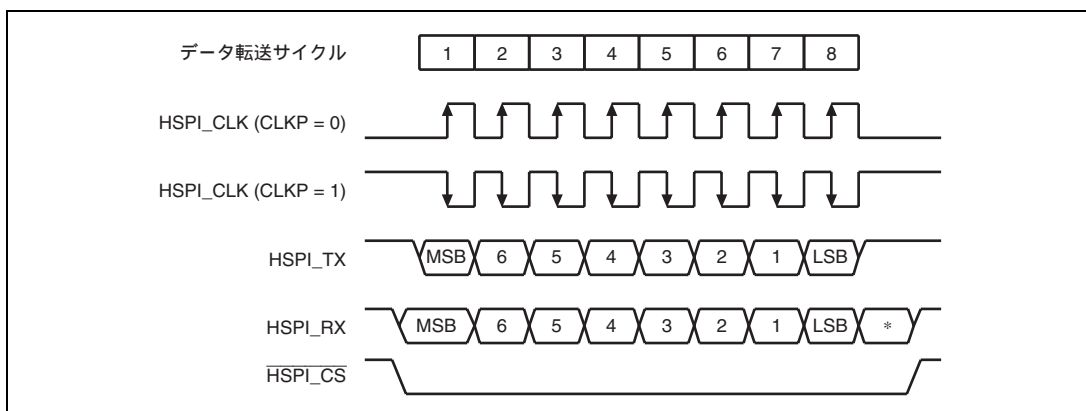 データ転送サイクル 1 2 3 4 5 6 7 8
HSPI_CLK (CLKP = 0)
HSPI_CLK (CLKP = 1)
HSPI_TX MSB 6 5 4 3 2 1 LSB
HSPI_RX MSB 6 5 4 3 2 1 LSB *
HSPI_CS